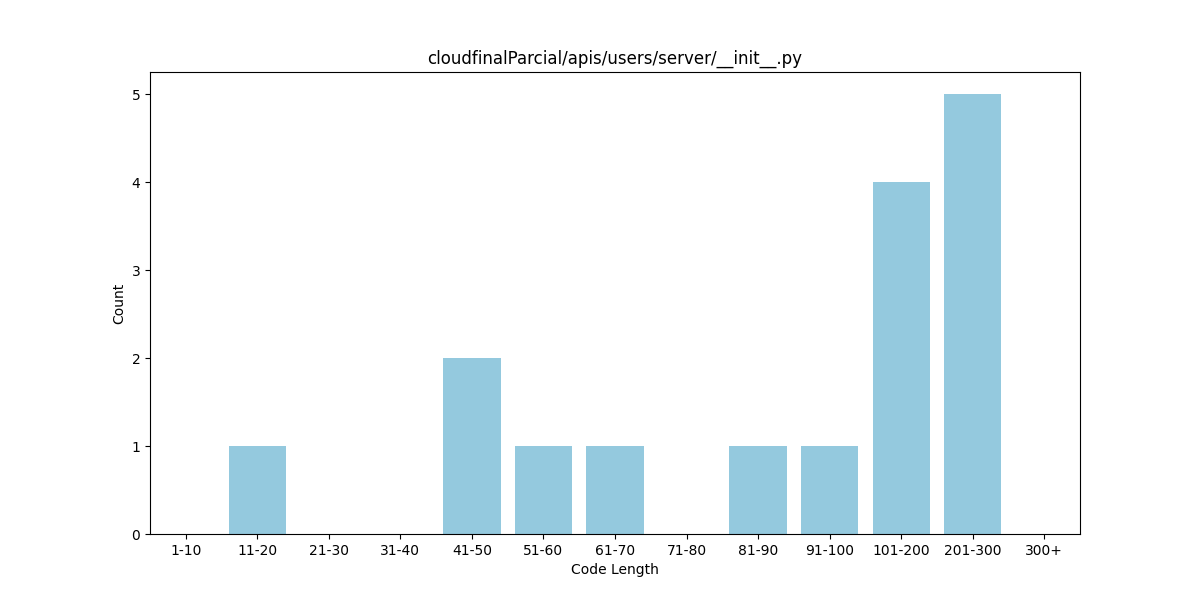 cloudfinalParcial/apis/users/server/__init__.py
5
4
3
2
1
0
Count
1-10 11-20 21-30 31-40 41-50 51-60 61-70 71-80 81-90 91-100 101-200 201-300 300+
Code Length